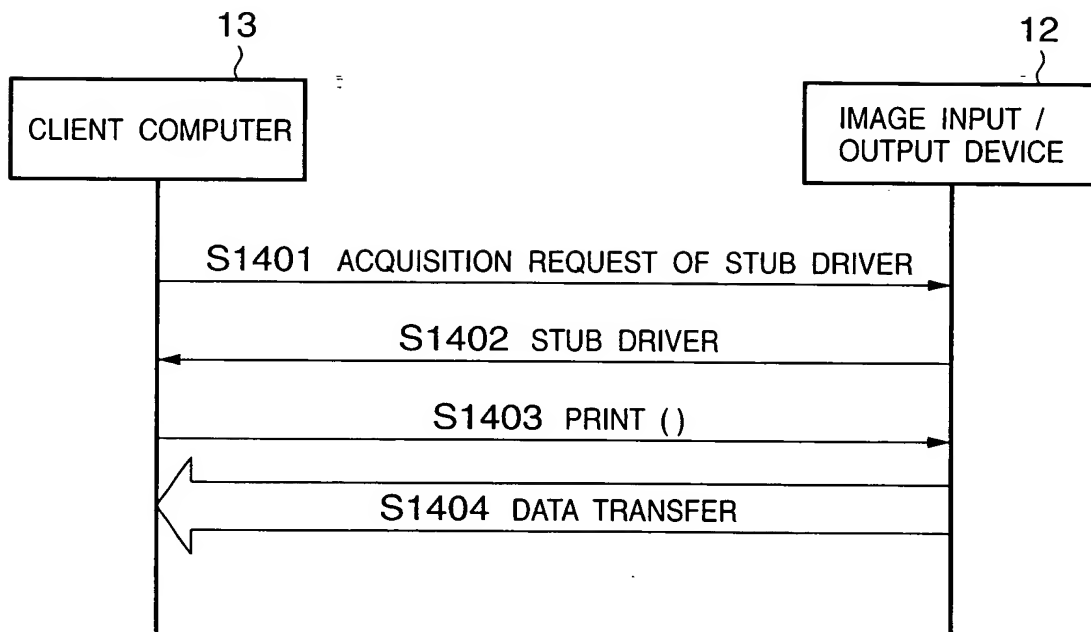 13
12
CLIENT COMPUTER
IMAGE INPUT /
OUTPUT DEVICE
S1401 ACQUISITION REQUEST OF STUB DRIVER
S1402 STUB DRIVER
S1403 PRINT ()
S1404 DATA TRANSFER